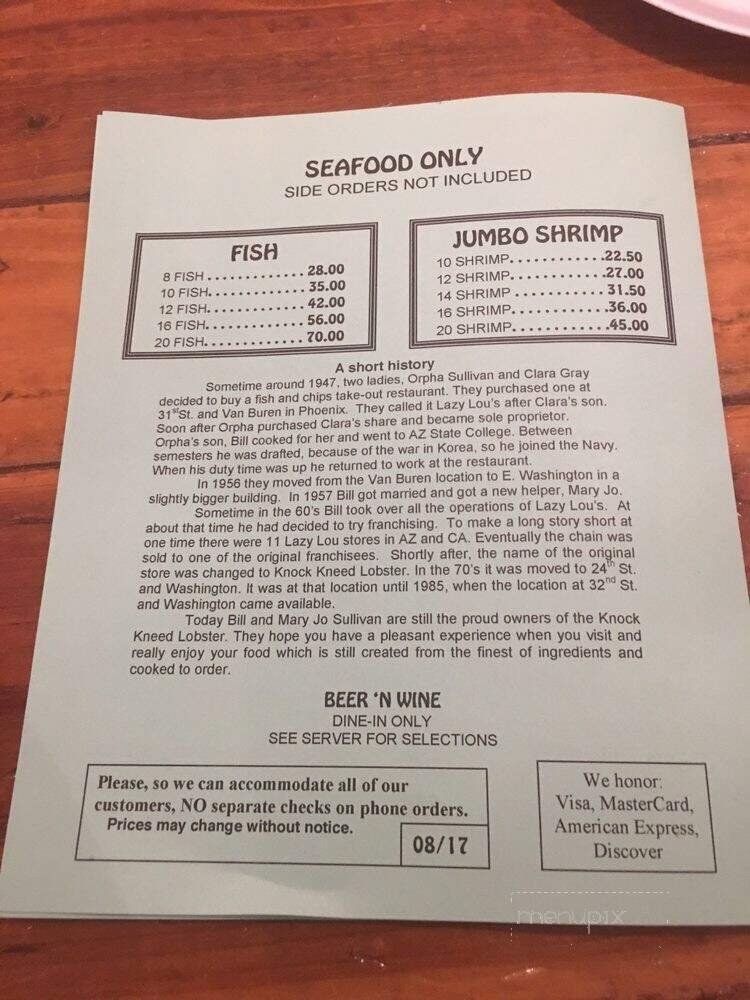 SEAFOOD ONLY
SIDE ORDERS NOT INCLUDED
FISH
8 FISH ............. 28.00
10 FISH............. 35.00
12 FISH............. 42.00
16 FISH............. 56.00
20 FISH............. 70.00
JUMBO SHRIMP
10 SHRIMP............22.50
12 SHRIMP............27.00
14 SHRIMP ........... 31.50
16 SHRIMP............36.00
20 SHRIMP............45.00
A short history
Sometime around 1947, two ladies, Orpha Sullivan and Clara Gray
decided to buy a fish and chips take-out restaurant. They purchased one at
31st St. and Van Buren in Phoenix. They called it Lazy Lou's after Clara's son.
Soon after Orpha purchased Clara's share and became sole proprietor.
Orpha's son, Bill cooked for her and went to AZ State College. Between
semesters he was drafted, because of the war in Korea, so he joined the Navy.
When his duty time was up he returned to work at the restaurant.
In 1956 they moved from the Van Buren location to E. Washington in a
slightly bigger building. In 1957 Bill got married and got a new helper, Mary Jo.
Sometime in the 60's Bill took over all the operations of Lazy Lou's. At
about that time he had decided to try franchising. To make a long story short at
one time there were 11 Lazy Lou stores in AZ and CA. Eventually the chain was
sold to one of the original franchisees. Shortly after, the name of the original
store was changed to Knock Kneed Lobster. In the 70's it was moved to 24th St.
and Washington. It was at that location until 1985, when the location at 32nd St.
and Washington came available.
Today Bill and Mary Jo Sullivan are still the proud owners of the Knock
Kneed Lobster. They hope you have a pleasant experience when you visit and
really enjoy your food which is still created from the finest of ingredients and
cooked to order.
BEER 'N WINE
DINE-IN ONLY
SEE SERVER FOR SELECTIONS
Please, so we can accommodate all of our
customers, NO separate checks on phone orders.
Prices may change without notice.
08/17
We honor:
Visa, MasterCard,
American Express,
Discover
menupix